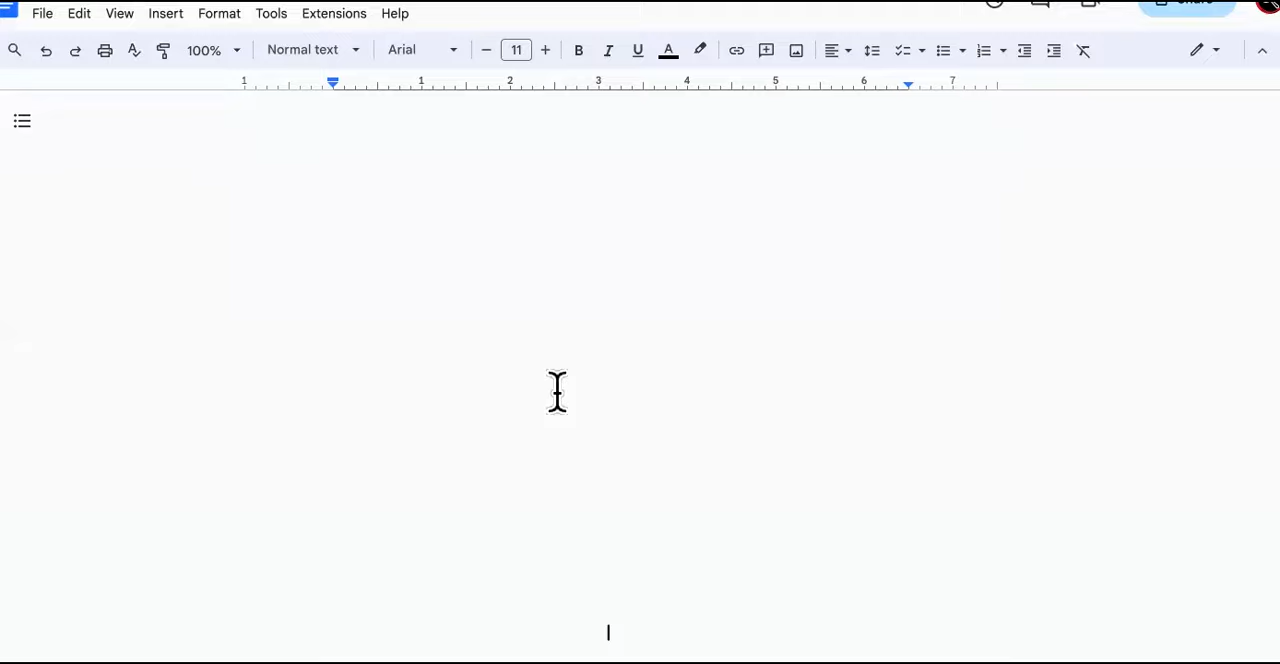 File Edit View Insert Format Tools Extensions Help
100% Normal text Arial 11 B I U A
1 1 2 3 4 5 6 7